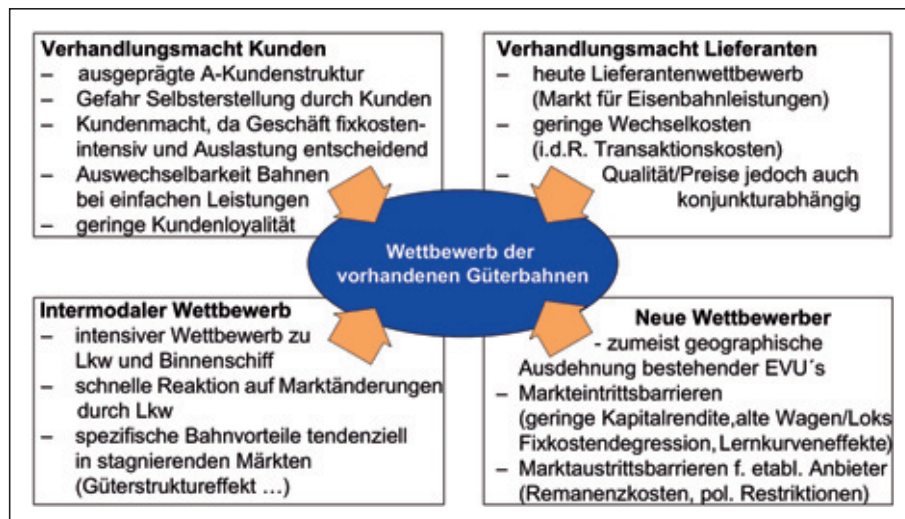 Verhandlungsmacht Kunden
– ausgeprägte A-Kundenstruktur
– Gefahr Selbsterstellung durch Kunden
– Kundenmacht, da Geschäft fixkosten-
intensiv und Auslastung entscheidend
– Auswechselbarkeit Bahnen
bei einfachen Leistungen
– geringe Kundenloyalität
Verhandlungsmacht Lieferanten
– heute Lieferantenwettbewerb
(Markt für Eisenbahnleistungen)
– geringe Wechselkosten
(i.d.R. Transaktionskosten)
– Qualität/Preise jedoch auch
konjunkturabhängig
Wettbewerb der
vorhandenen Güterbahnen
Intermodaler Wettbewerb
– intensiver Wettbewerb zu
Lkw und Binnenschiff
– schnelle Reaktion auf Marktänderungen
durch Lkw
– spezifische Bahnvorteile tendenziell
in stagnierenden Märkten
(Güterstruktureffekt ...)
Neue Wettbewerber
- zumeist geographische
Ausdehnung bestehender EVU´s
– Markteintrittsbarrieren
(geringe Kapitalrendite,alte Wagen/Loks
Fixkostendegression, Lernkurveneffekte)
– Marktaustrittsbarrieren f. etabl. Anbieter
(Remanenzkosten, pol. Restriktionen)